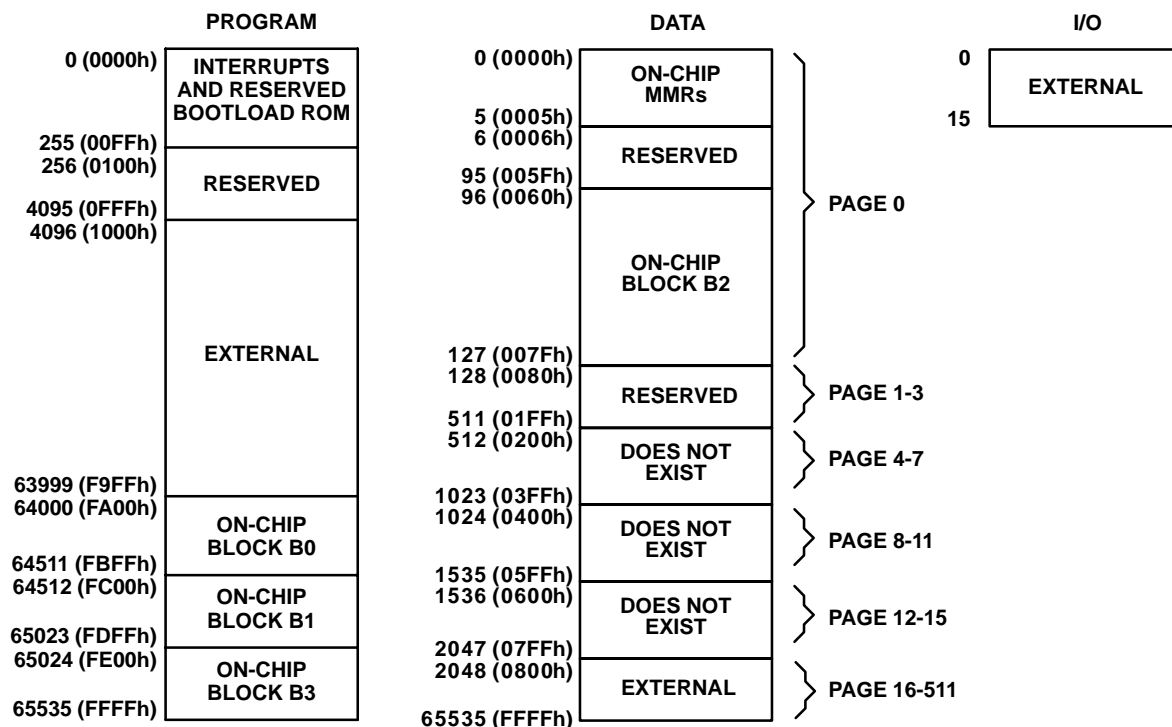 PROGRAM
0 (0000h)
INTERRUPTS
AND RESERVED
BOOTLOAD ROM
255 (00FFh)
256 (0100h)
RESERVED
4095 (0FFFh)
4096 (1000h)
EXTERNAL
63999 (F9FFh)
64000 (FA00h)
ON-CHIP
BLOCK B0
64511 (FBFFh)
64512 (FC00h)
ON-CHIP
BLOCK B1
65023 (FDFFh)
65024 (FE00h)
ON-CHIP
BLOCK B3
65535 (FFFFh)
DATA
0 (0000h)
ON-CHIP
MMRs
5 (0005h)
6 (0006h)
RESERVED
95 (005Fh)
96 (0060h)
PAGE 0
ON-CHIP
BLOCK B2
127 (007Fh)
128 (0080h)
RESERVED
PAGE 1-3
511 (01FFh)
512 (0200h)
DOES NOT
EXIST
PAGE 4-7
1023 (03FFh)
1024 (0400h)
DOES NOT
EXIST
PAGE 8-11
1535 (05FFh)
1536 (0600h)
DOES NOT
EXIST
PAGE 12-15
2047 (07FFh)
2048 (0800h)
EXTERNAL
PAGE 16-511
65535 (FFFFh)
I/O
0
EXTERNAL
15